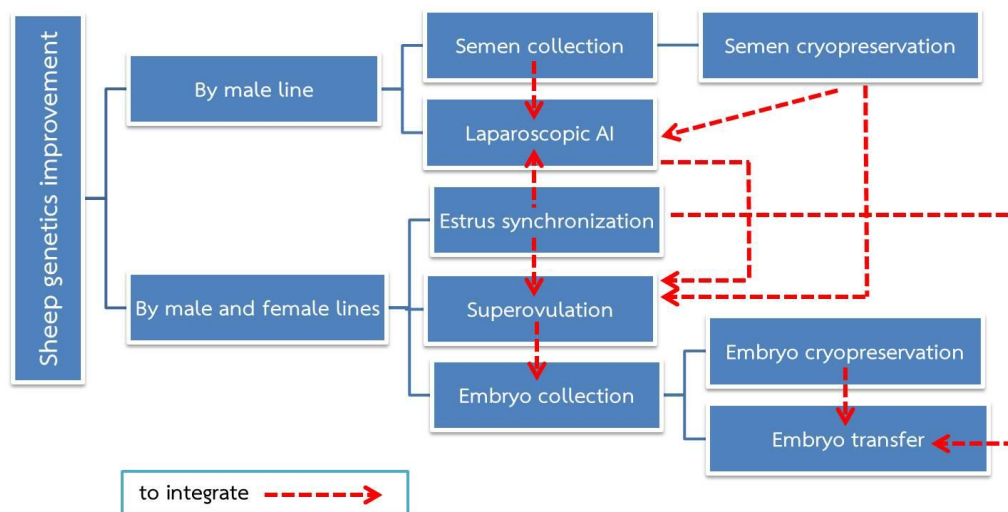 Sheep genetics improvement
By male line
Semen collection
Semen cryopreservation
Laparoscopic AI
Estrus synchronization
By male and female lines
Superovulation
Embryo collection
Embryo cryopreservation
Embryo transfer
to integrate